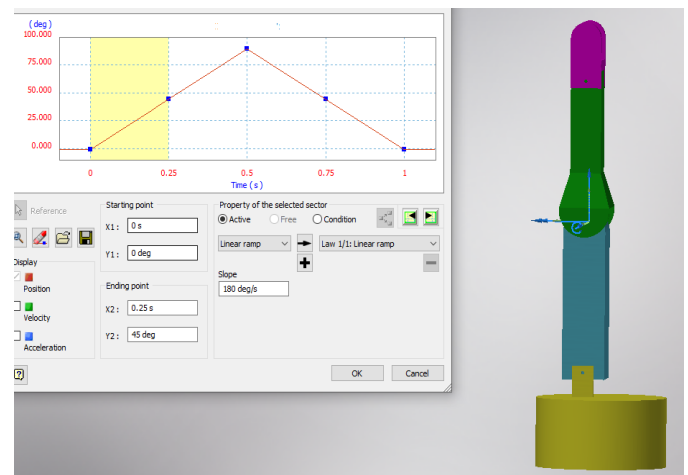 (deg)
100.000
75.000
50.000
25.000
0.000
0 0.25 0.5 0.75 1
Time ( s )
Reference
Display
Position
Velocity
Acceleration
Starting point
X1 : 0 s
Y1 : 0 deg
Ending point
X2 : 0.25 s
Y2 : 45 deg
Property of the selected sector
Active Free Condition
Linear ramp Law 1/1: Linear ramp
Slope
180 deg/s
OK Cancel